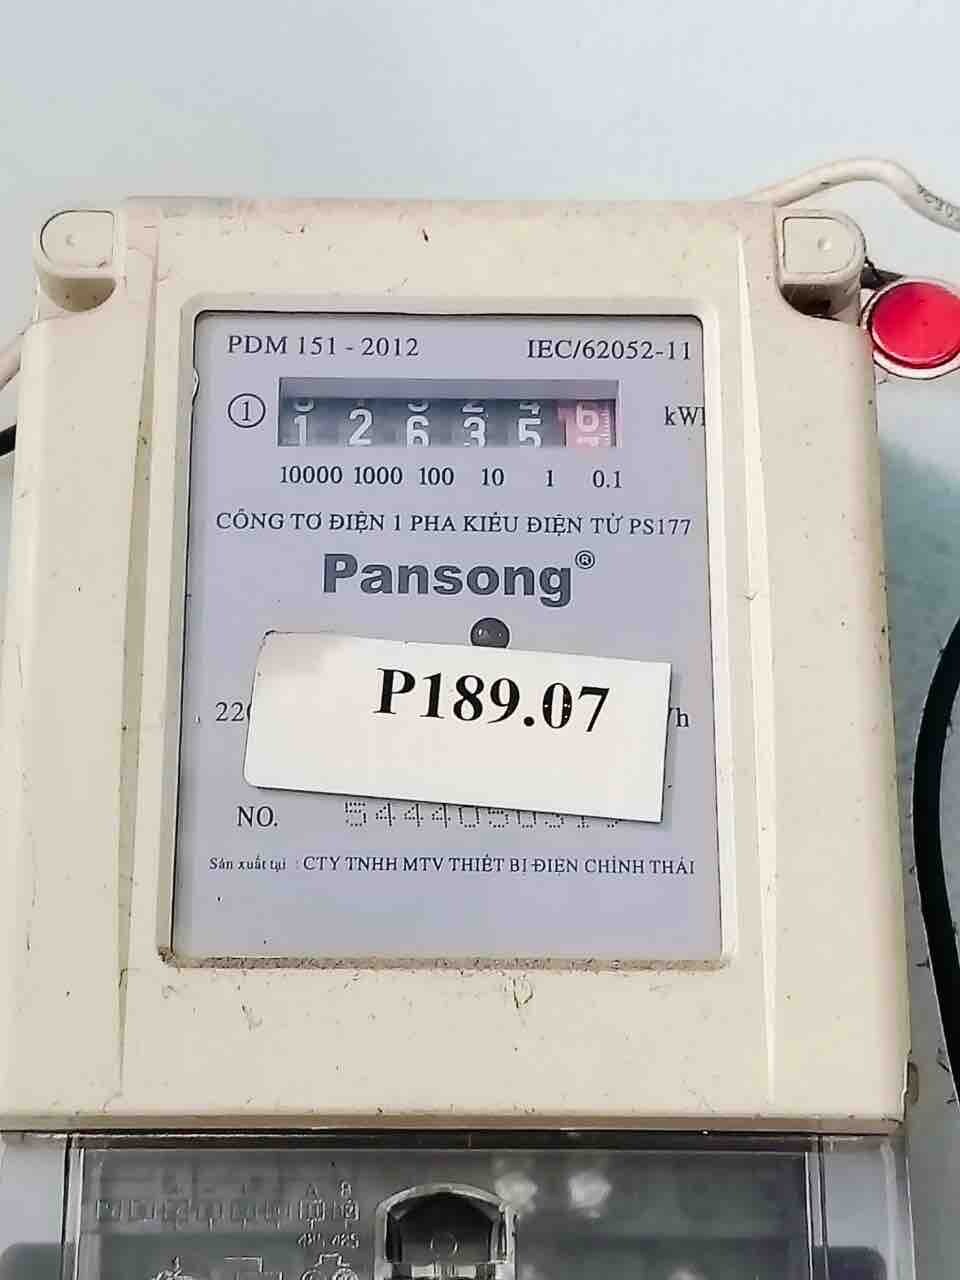 PDM 151 - 2012 IEC/62052-11
1 1 2 6 3 5 6 kWh
10000 1000 100 10 1 0.1
CÔNG TƠ ĐIỆN 1 PHA KIỂU ĐIỆN TỬ PS177
Pansong®
P189.07
NO.
Sản xuất tại : CTY TNHH MTV THIẾT BỊ ĐIỆN CHÍNH THÁI